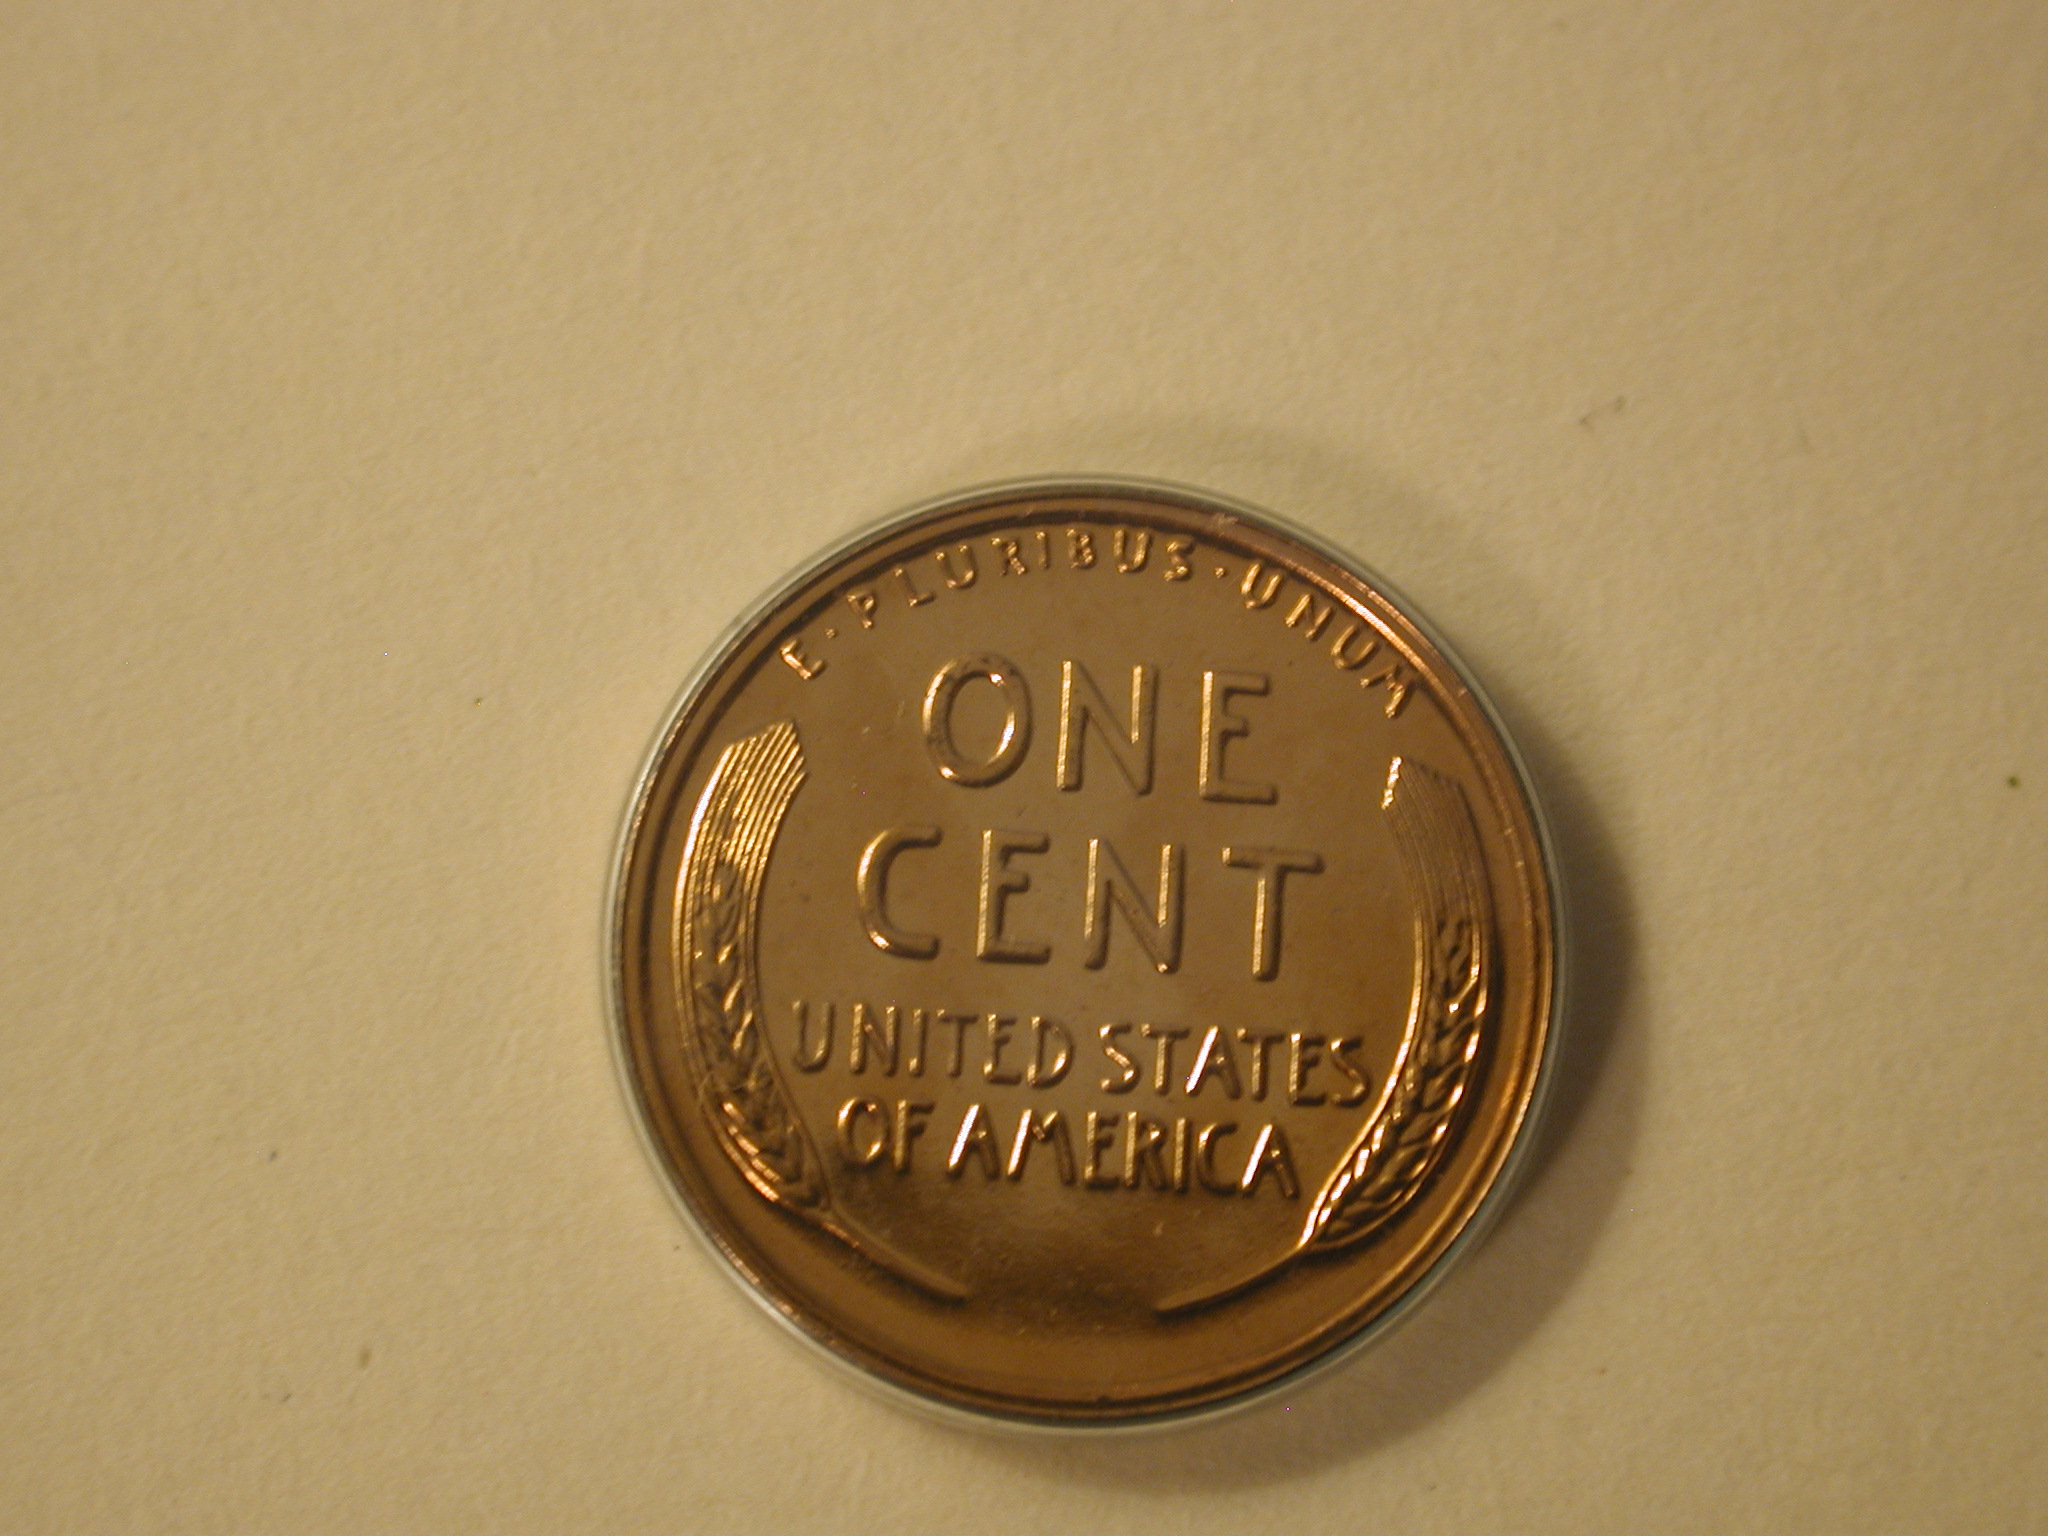 E·PLURIBUS·UNUM
ONE
CENT
UNITED STATES
OF AMERICA